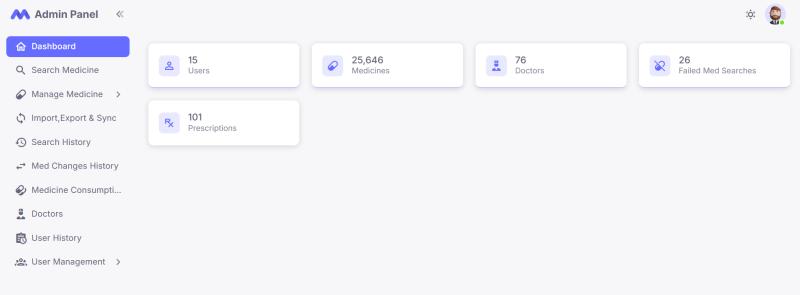 Admin Panel
Dashboard
Search Medicine
Manage Medicine
Import,Export & Sync
Search History
Med Changes History
Medicine Consumpti...
Doctors
User History
User Management
15
Users
25,646
Medicines
76
Doctors
26
Failed Med Searches
101
Prescriptions